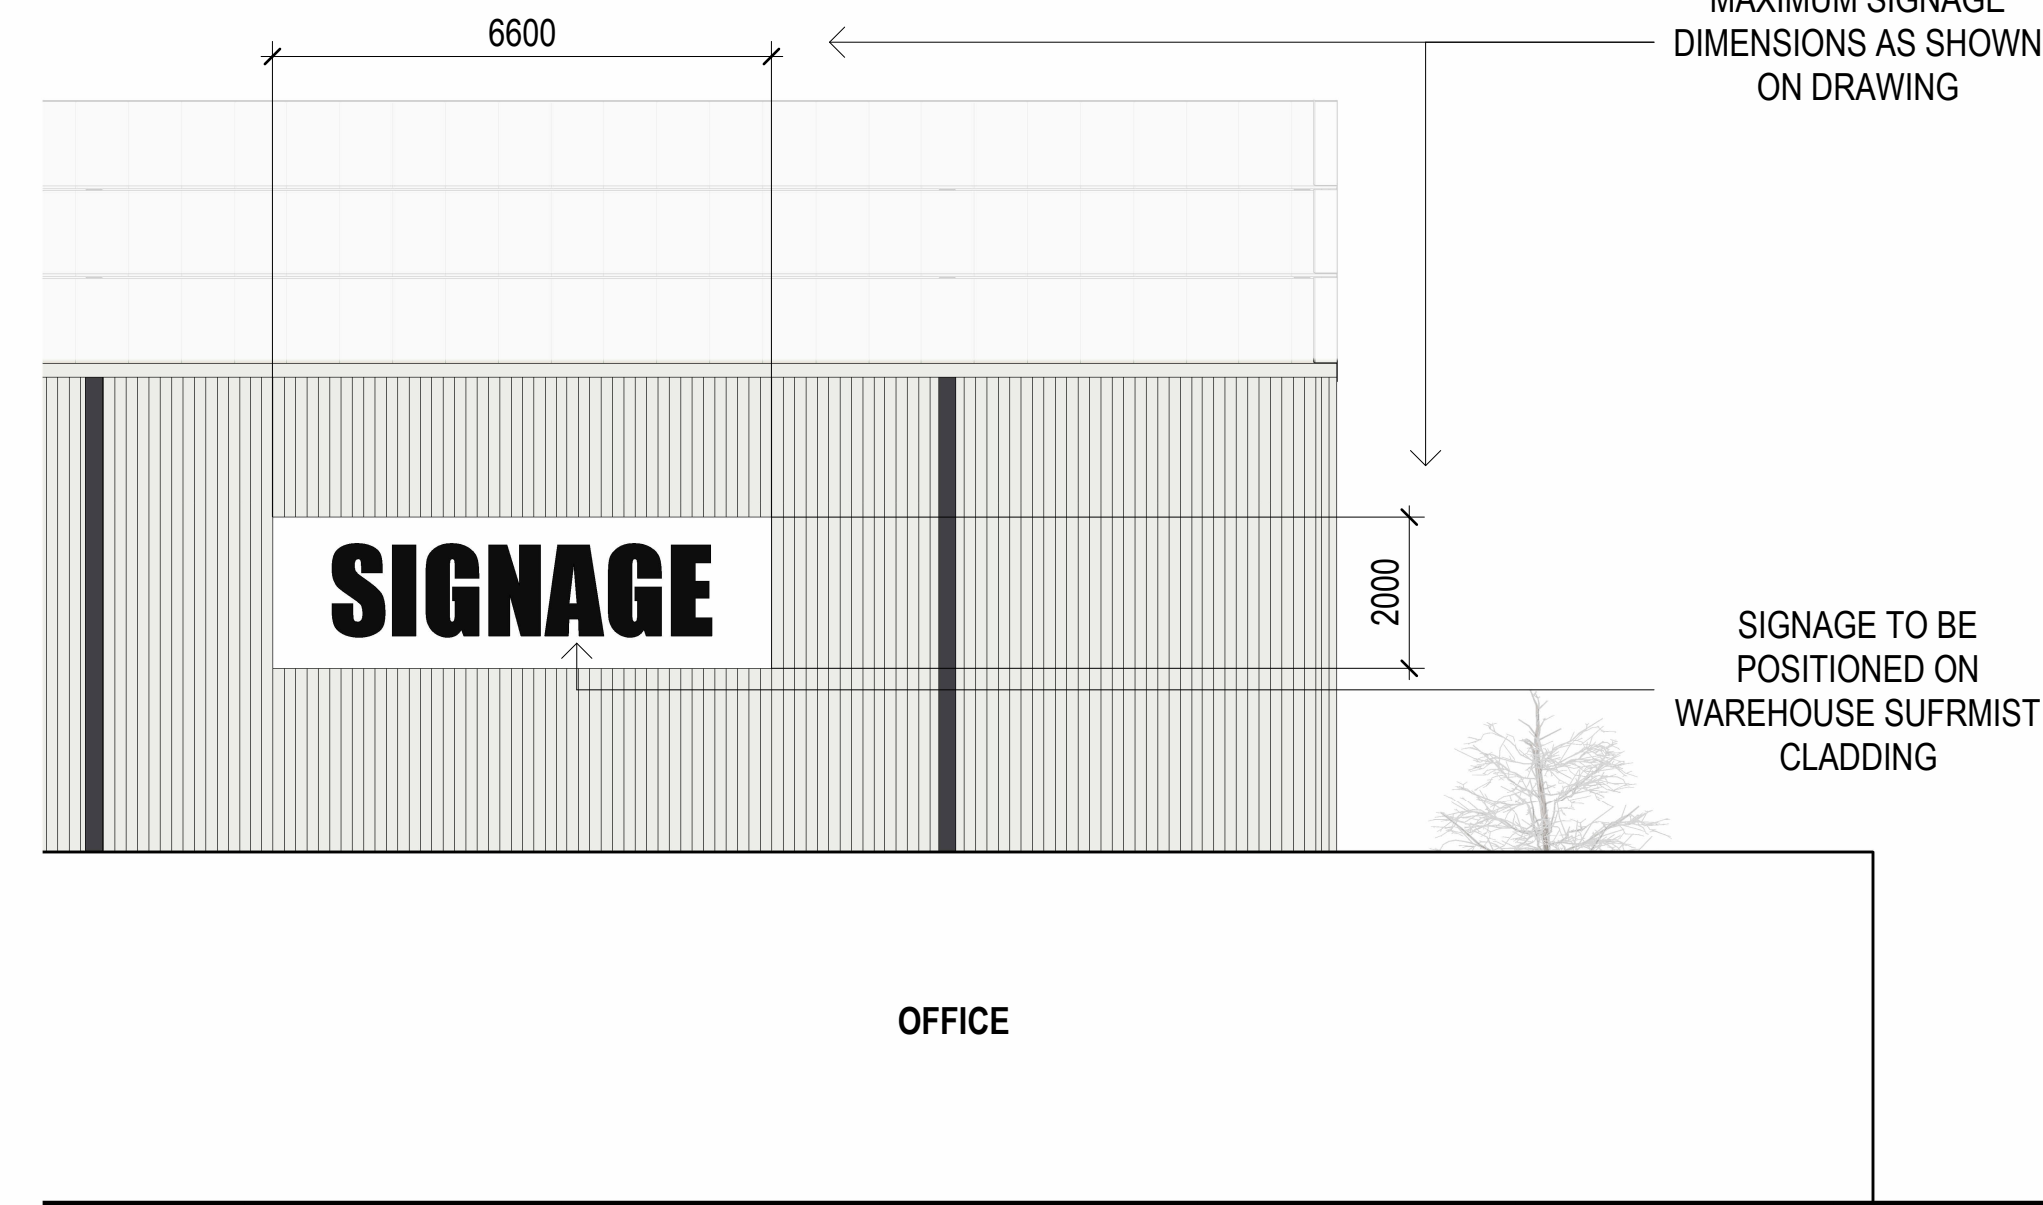 6600
MAXIMUM SIGNAGE
DIMENSIONS AS SHOWN
ON DRAWING
SIGNAGE
2000
SIGNAGE TO BE
POSITIONED ON
WAREHOUSE SUFRMIST
CLADDING
OFFICE